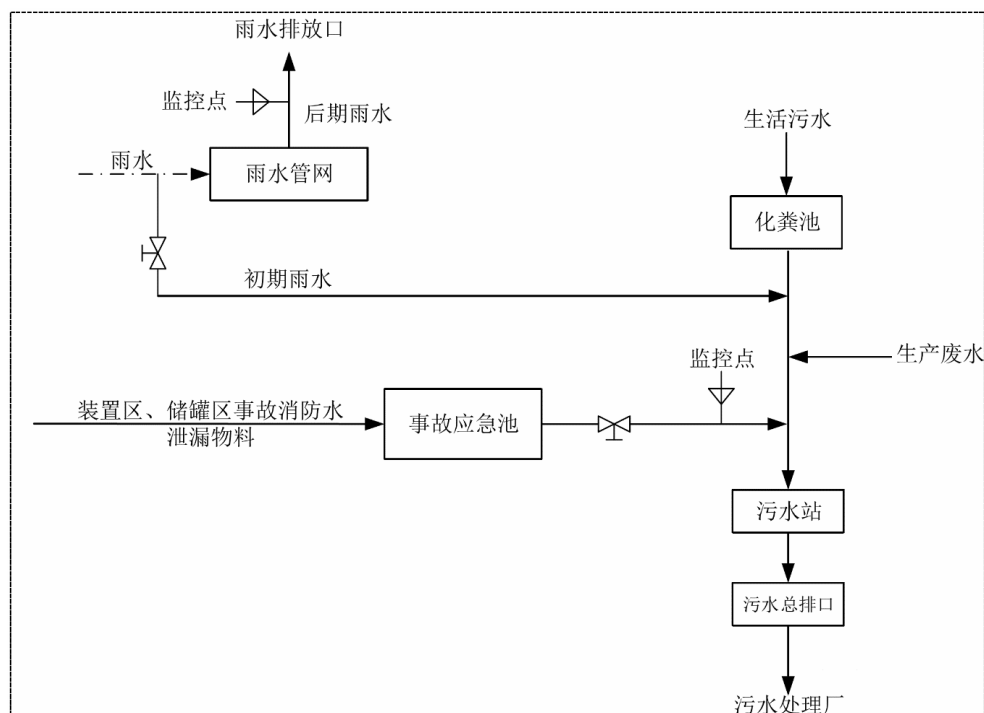 雨水排放口
监控点
后期雨水
生活污水
雨水
雨水管网
化粪池
初期雨水
监控点
生产废水
装置区、储罐区事故消防水
泄漏物料
事故应急池
污水站
污水总排口
污水处理厂